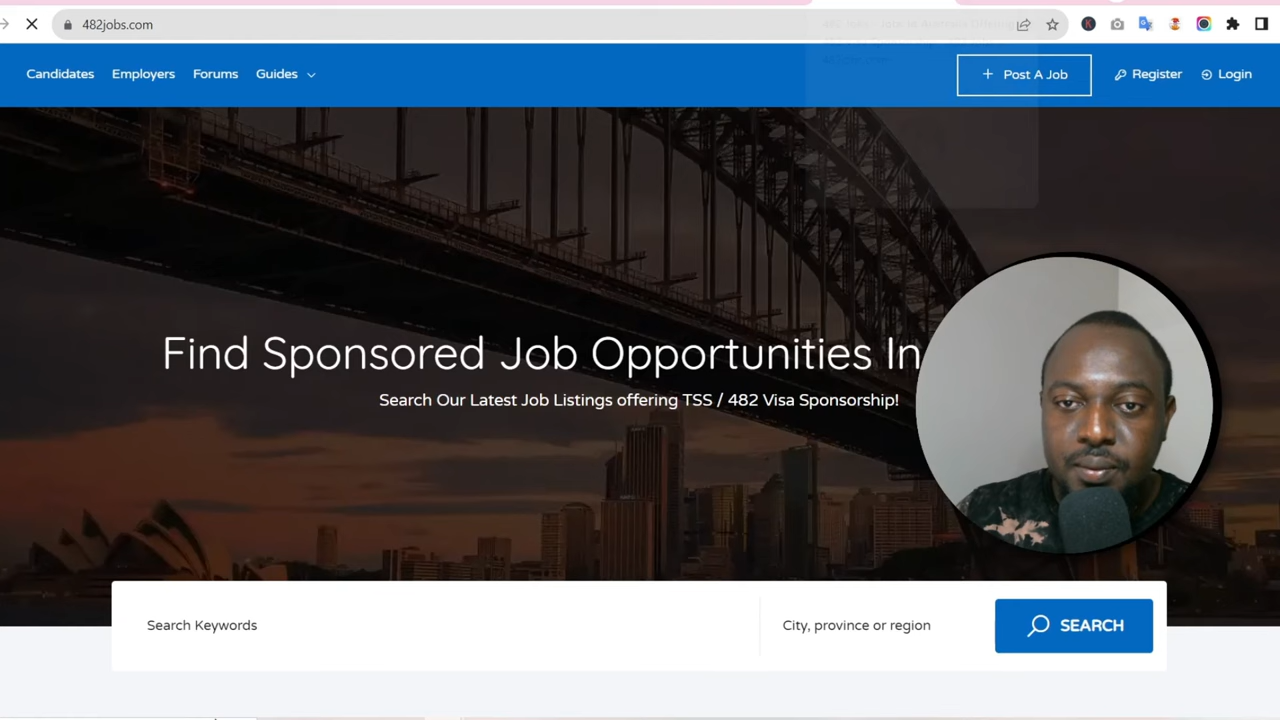 482jobs.com
Candidates Employers Forums Guides
Post A Job Register Login
Find Sponsored Job Opportunities In
Search Our Latest Job Listings offering TSS / 482 Visa Sponsorship!
Search Keywords City, province or region SEARCH